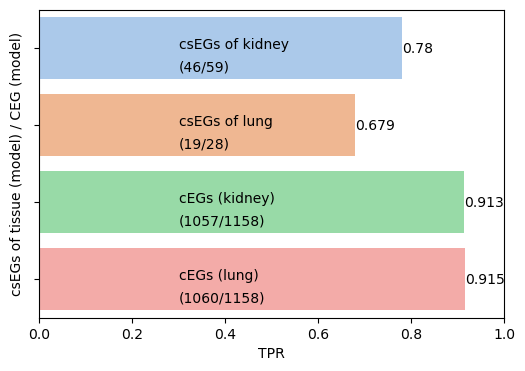 csEGs of tissue (model) / CEG (model)
csEGs of kidney
(46/59)
0.78
csEGs of lung
(19/28)
0.679
cEGs (kidney)
(1057/1158)
0.913
cEGs (lung)
(1060/1158)
0.915
0.0 0.2 0.4 0.6 0.8 1.0
TPR